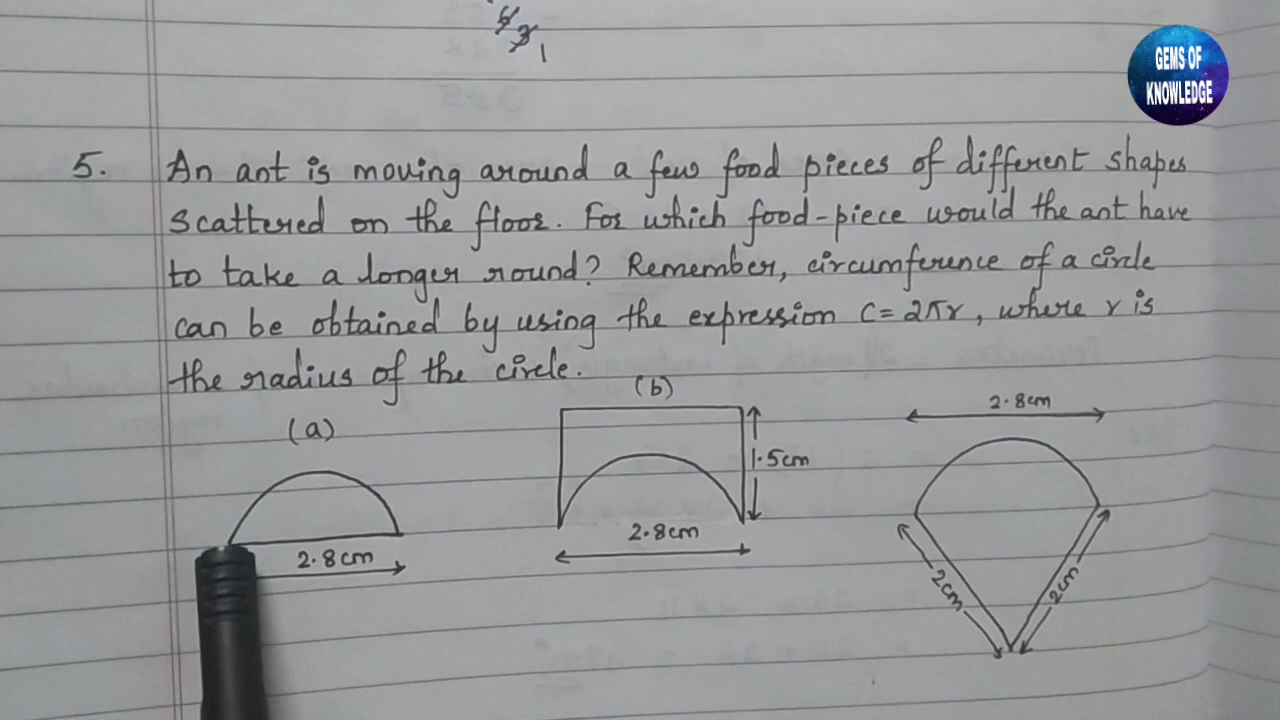 GEMS OF
KNOWLEDGE
5. An ant is moving around a few food pieces of different shapes
scattered on the floor. For which food-piece would the ant have
to take a longer round? Remember, circumference of a circle
can be obtained by using the expression c = 2πr, where r is
the radius of the circle.
(a)
(b)
2.8cm
1.5cm
2.8cm
2.8cm
2cm
2cm